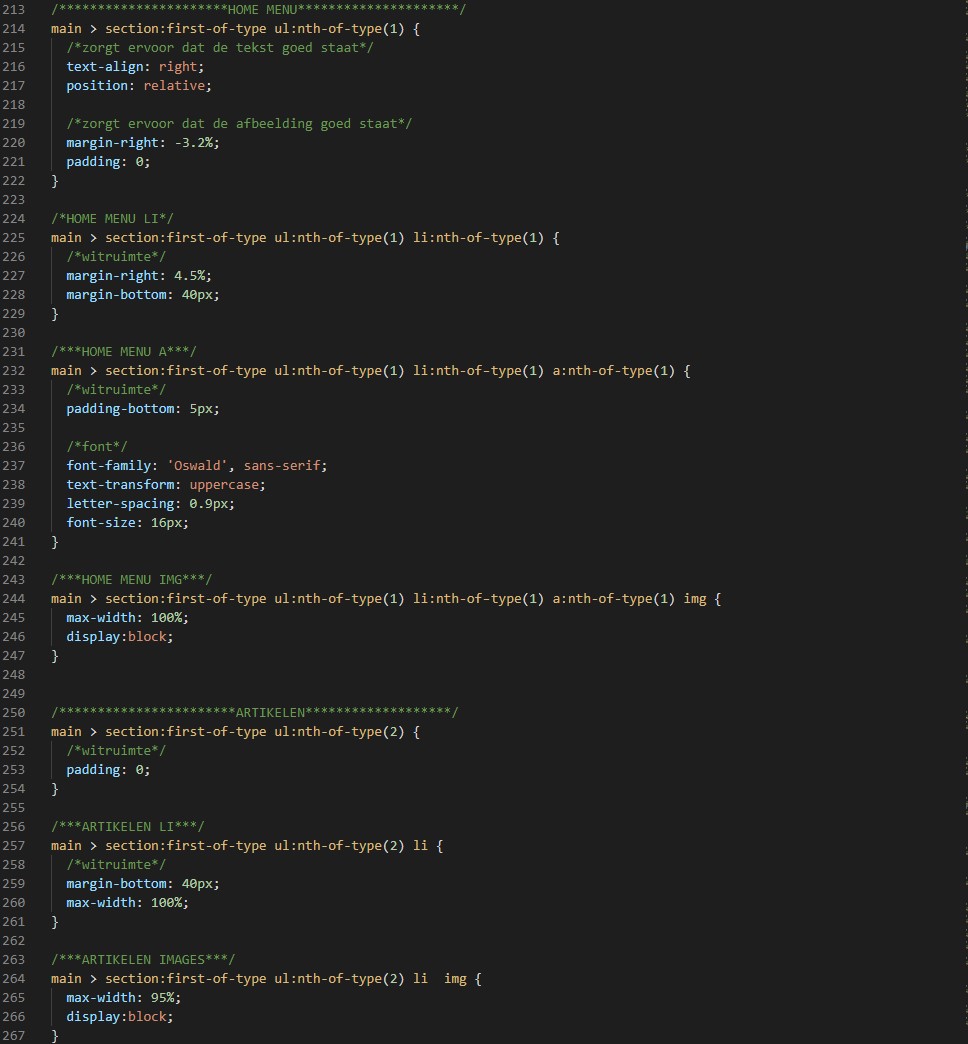 213 /**********************HOME MENU*********************/
214 main > section:first-of-type ul:nth-of-type(1) {
215 /*zorgt ervoor dat de tekst goed staat*/
216 text-align: right;
217 position: relative;
218
219 /*zorgt ervoor dat de afbeelding goed staat*/
220 margin-right: -3.2%;
221 padding: 0;
222 }
223
224 /*HOME MENU LI*/
225 main > section:first-of-type ul:nth-of-type(1) li:nth-of-type(1) {
226 /*witruimte*/
227 margin-right: 4.5%;
228 margin-bottom: 40px;
229 }
230
231 /***HOME MENU A***/
232 main > section:first-of-type ul:nth-of-type(1) li:nth-of-type(1) a:nth-of-type(1) {
233 /*witruimte*/
234 padding-bottom: 5px;
235
236 /*font*/
237 font-family: 'Oswald', sans-serif;
238 text-transform: uppercase;
239 letter-spacing: 0.9px;
240 font-size: 16px;
241 }
242
243 /***HOME MENU IMG***/
244 main > section:first-of-type ul:nth-of-type(1) li:nth-of-type(1) a:nth-of-type(1) img {
245 max-width: 100%;
246 display:block;
247 }
248
249
250 /***********************ARTIKELEN*******************/
251 main > section:first-of-type ul:nth-of-type(2) {
252 /*witruimte*/
253 padding: 0;
254 }
255
256 /***ARTIKELEN LI***/
257 main > section:first-of-type ul:nth-of-type(2) li {
258 /*witruimte*/
259 margin-bottom: 40px;
260 max-width: 100%;
261 }
262
263 /***ARTIKELEN IMAGES***/
264 main > section:first-of-type ul:nth-of-type(2) li  img {
265 max-width: 95%;
266 display:block;
267 }